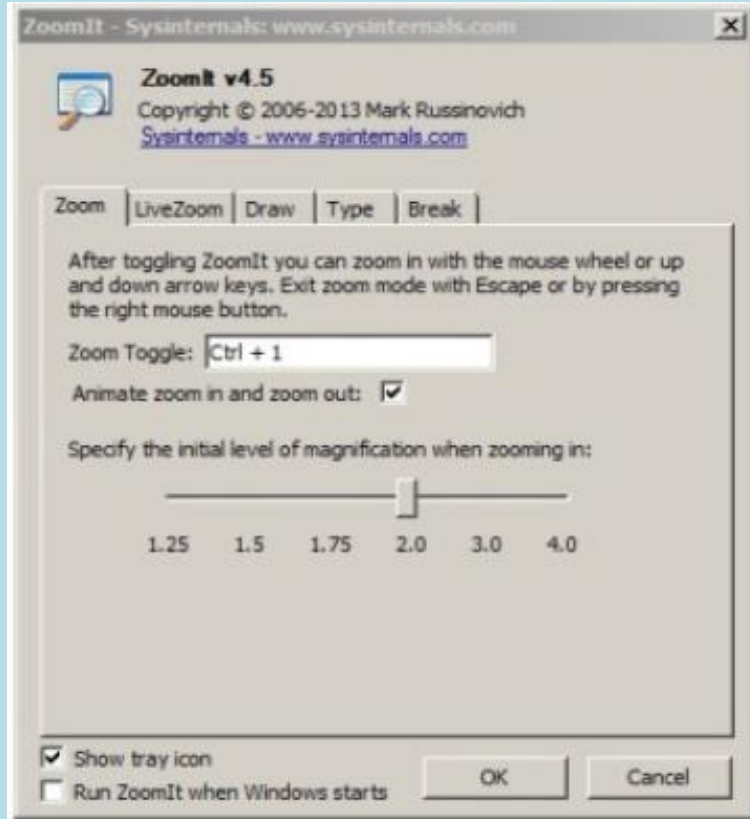 ZoomIt - Sysinternals: www.sysinternals.com
ZoomIt v4.5
Copyright © 2006-2013 Mark Russinovich
Sysinternals - www.sysinternals.com
Zoom LiveZoom Draw Type Break
After toggling ZoomIt you can zoom in with the mouse wheel or up
and down arrow keys. Exit zoom mode with Escape or by pressing
the right mouse button.
Zoom Toggle: Ctrl + 1
Animate zoom in and zoom out:
Specify the initial level of magnification when zooming in:
1.25 1.5 1.75 2.0 3.0 4.0
Show tray icon
Run ZoomIt when Windows starts
OK Cancel